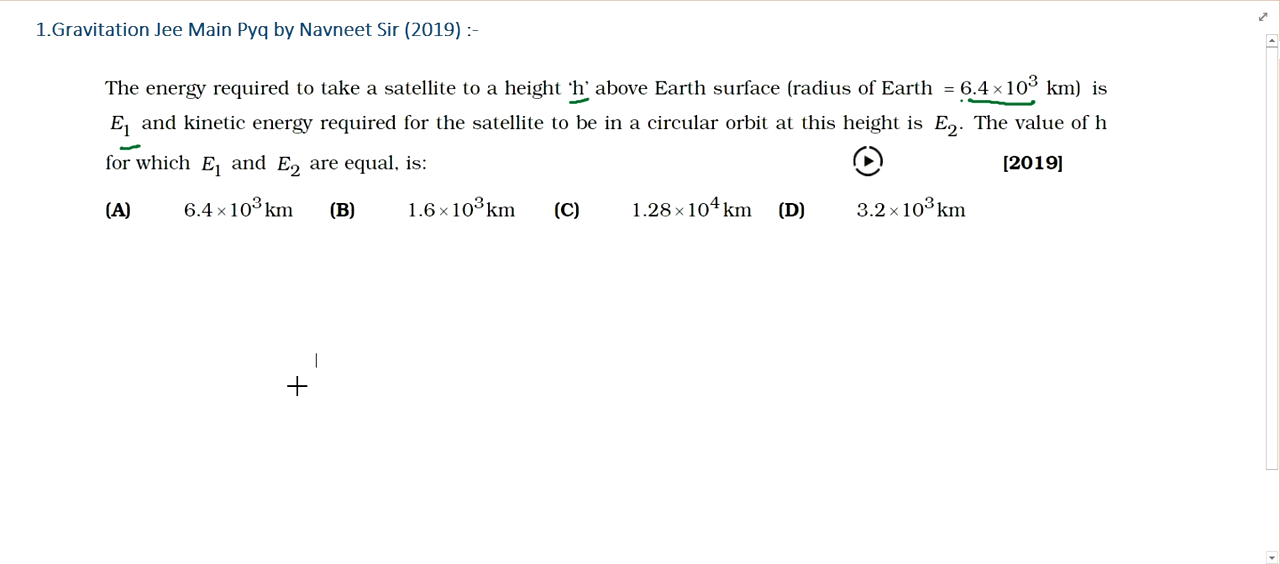 1.Gravitation Jee Main Pyq by Navneet Sir (2019) :-
The energy required to take a satellite to a height ‘h’ above Earth surface (radius of Earth = 6.4 × 10³ km) is
E₁ and kinetic energy required for the satellite to be in a circular orbit at this height is E₂. The value of h
for which E₁ and E₂ are equal, is: [2019]
(A) 6.4 × 10³ km (B) 1.6 × 10³ km (C) 1.28 × 10⁴ km (D) 3.2 × 10³ km